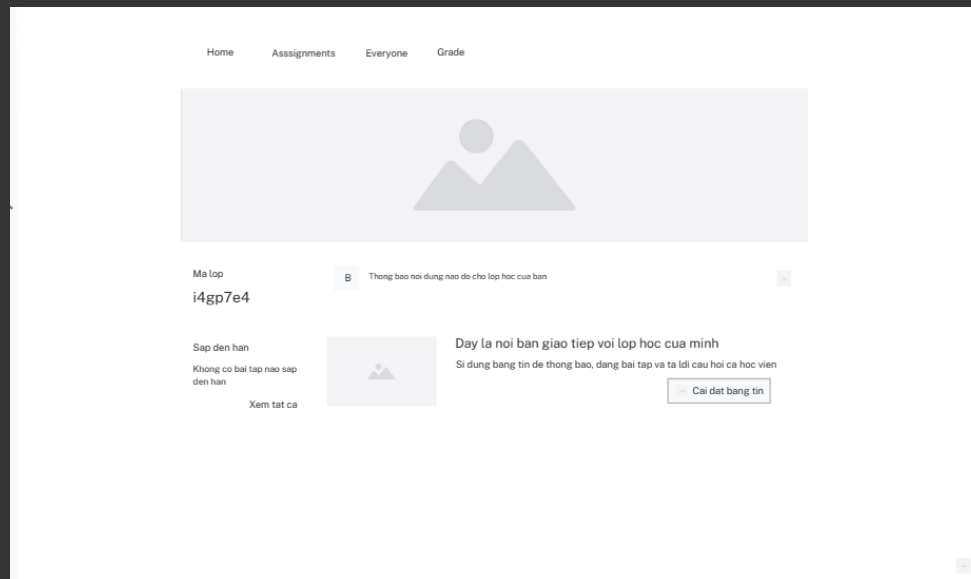 Home
Asssignments
Everyone
Grade
Ma lop
i4gp7e4
B
Thong bao noi dung nao do cho lop hoc cua ban
Sap den han
Khong co bai tap nao sap
den han
Xem tat ca
Day la noi ban giao tiep voi lop hoc cua minh
Si dung bang tin de thong bao, dang bai tap va ta ldi cau hoi ca hoc vien
Cai dat bang tin